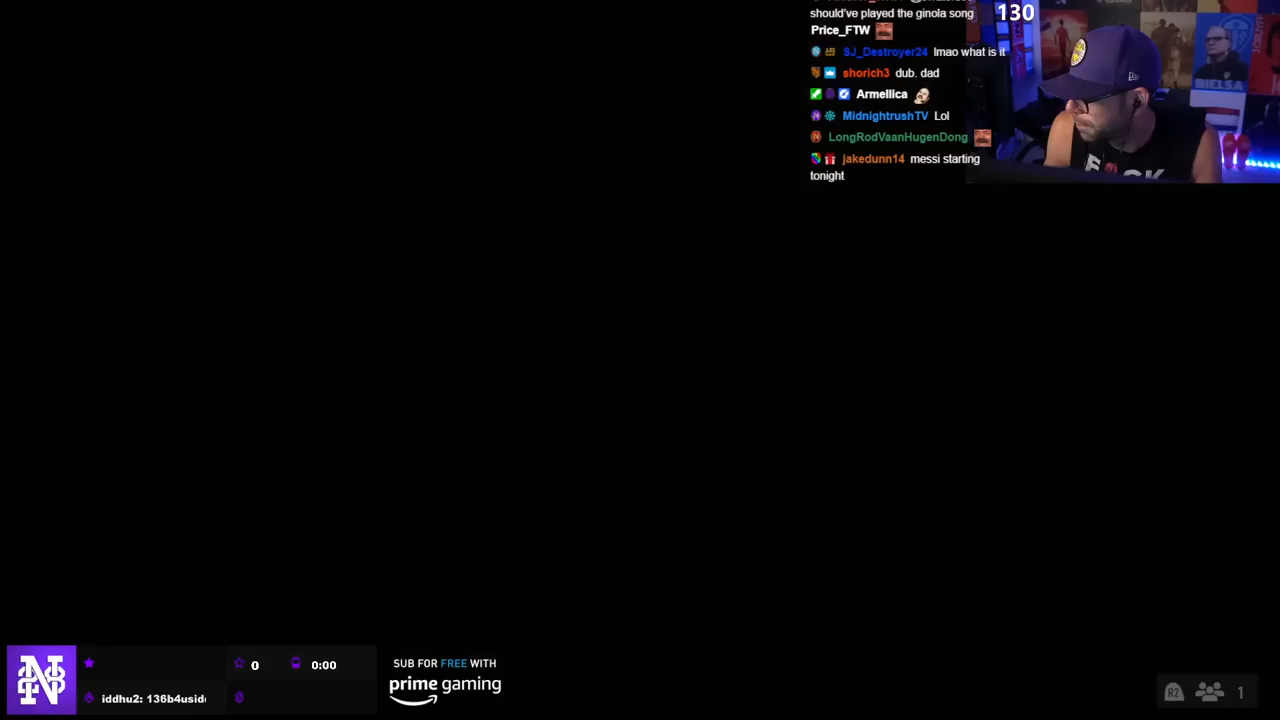 should've played the ginola song
130
Price_FTW
SJ_Destroyer24 lmao what is it
shorich3 dub. dad
Armellica
MidnightrushTV Lol
LongRodVaanHugenDong
jakedunn14 messi starting
tonight
BIELSA
0
0:00
SUB FOR FREE WITH
prime gaming
iddhu2: 136b4usid
R2
1